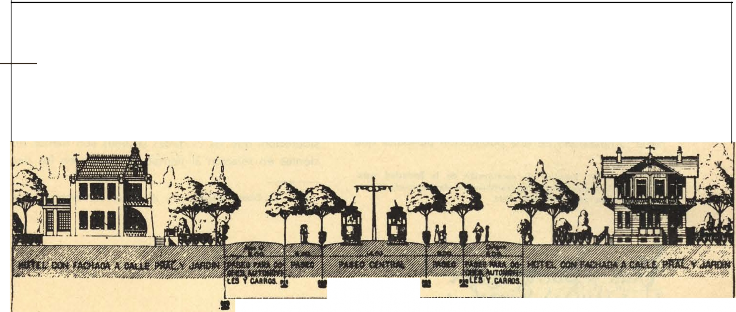 HOTEL CON FACHADA A CALLE PRAL. Y JARDIN
PASEO PARA CO-
CHES, AUTOMOVI-
LES Y CARROS.
PASEO
PASEO CENTRAL
PASEO
PASEO PARA CO-
CHES, AUTOMOVI-
LES Y CARROS.
HOTEL CON FACHADA A CALLE PRAL. Y JARDIN